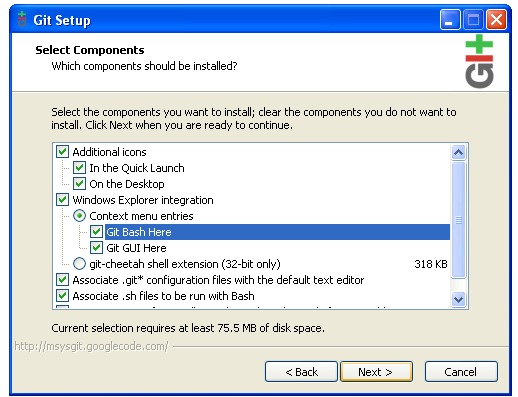 Git Setup
Select Components
Which components should be installed?
Git
Select the components you want to install; clear the components you do not want to
install. Click Next when you are ready to continue.
Additional icons
In the Quick Launch
On the Desktop
Windows Explorer integration
Context menu entries
Git Bash Here
Git GUI Here
git-cheetah shell extension (32-bit only) 318 KB
Associate .git* configuration files with the default text editor
Associate .sh files to be run with Bash
Current selection requires at least 75.5 MB of disk space.
http://msysgit.googlecode.com/
< Back Next > Cancel